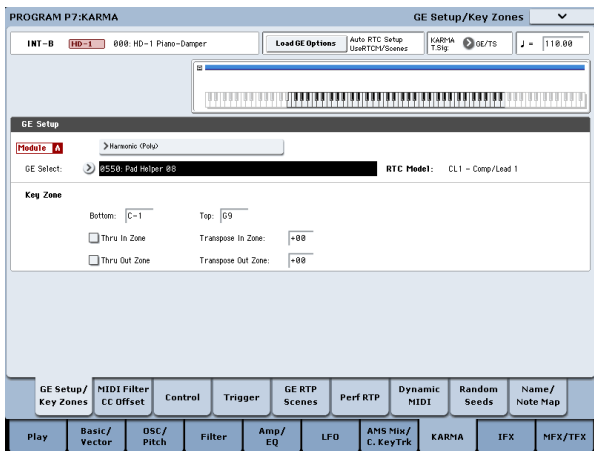 PROGRAM P7:KARMA GE Setup/Key Zones
INT-B HD-1 000: HD-1 Piano-Damper Load GE Options Auto RTC Setup UseRTCM/Scenes KARMA T.Sig: GE/TS ♩ = 110.00
GE Setup
Module A Harmonic (Poly)
GE Select: 0550: Pad Helper 08 RTC Model: CL1 - Comp/Lead 1
Key Zone
Bottom: C-1 Top: G9
Thru In Zone Transpose In Zone: +00
Thru Out Zone Transpose Out Zone: +00
GE Setup/ Key Zones MIDI Filter CC Offset Control Trigger GE RTP Scenes Perf RTP Dynamic MIDI Random Seeds Name/ Note Map
Play Basic/ Vector OSC/ Pitch Filter Amp/ EQ LFO AMS Mix/ C. KeyTrk KARMA IFX MFX/TFX